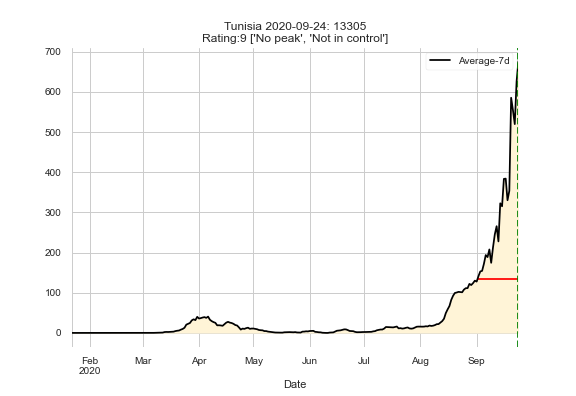 Tunisia 2020-09-24: 13305
Rating:9 ['No peak', 'Not in control']
700
Average-7d
600
500
400
300
200
100
0
Feb Mar Apr May Jun Jul Aug Sep
2020
Date